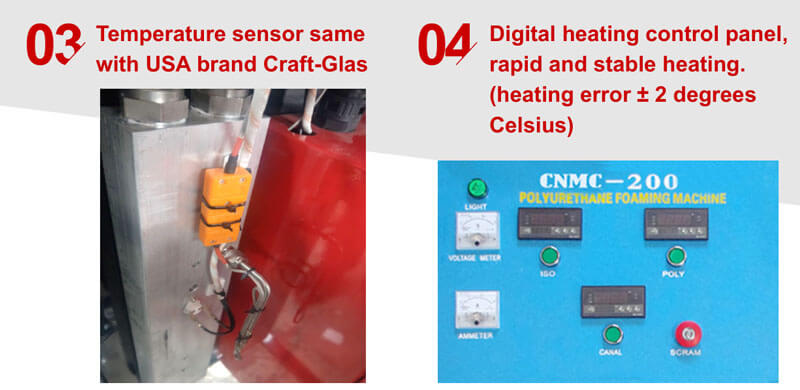 03
Temperature sensor same
with USA brand Craft-Glas
04
Digital heating control panel,
rapid and stable heating.
(heating error ± 2 degrees
Celsius)
CNMC-200
POLYURETHANE FOAMING MACHINE
LIGHT
VOLTAGE METER
ISO
POLY
AMMETER
CANAL
SCRAM